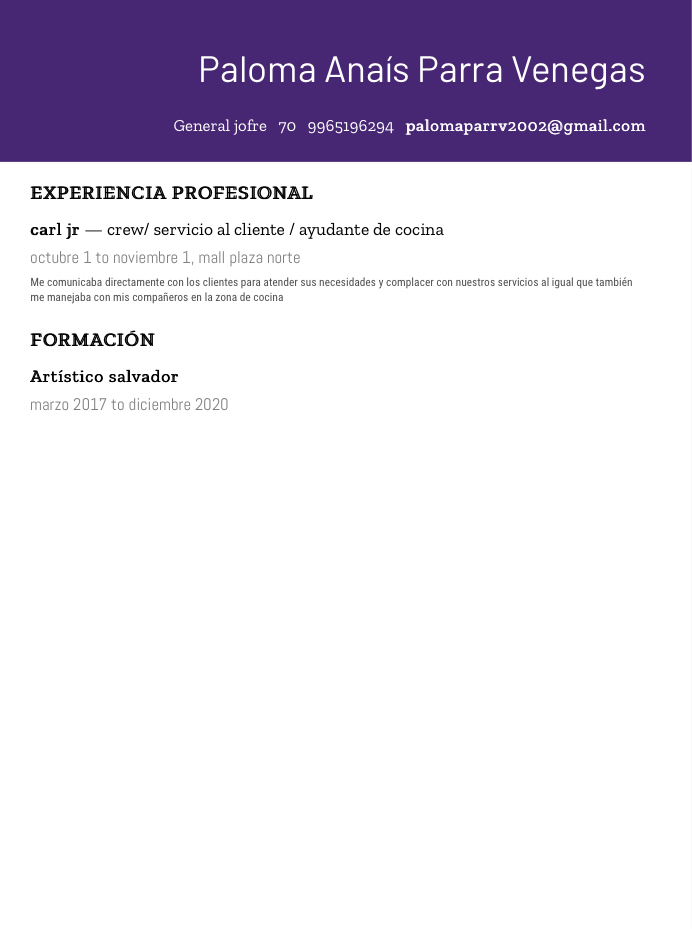 Paloma Anaís Parra Venegas
General jofre 70 9965196294 palomaparrv2002@gmail.com
EXPERIENCIA PROFESIONAL
carl jr — crew/ servicio al cliente / ayudante de cocina
octubre 1 to noviembre 1, mall plaza norte
Me comunicaba directamente con los clientes para atender sus necesidades y complacer con nuestros servicios al igual que también
me manejaba con mis compañeros en la zona de cocina
FORMACIÓN
Artístico salvador
marzo 2017 to diciembre 2020